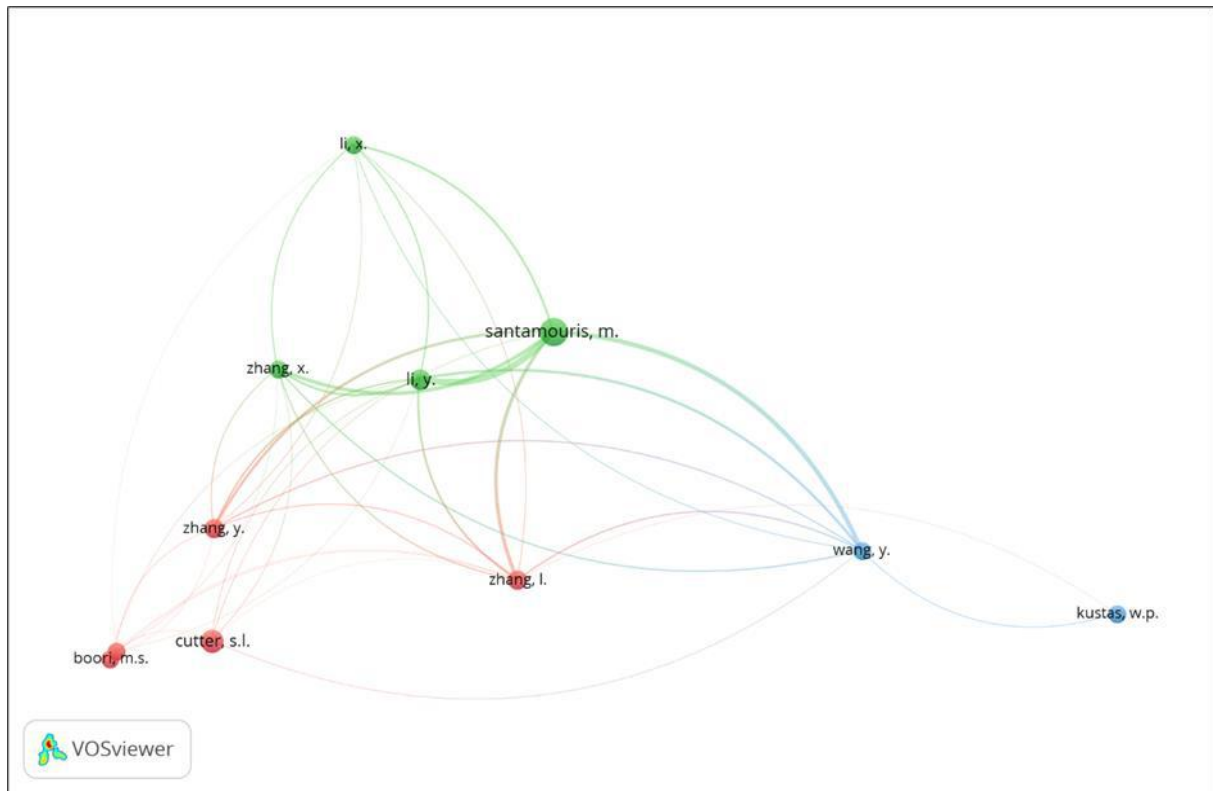 li, x.
santamouris, m.
zhang, x.
li, y.
zhang, y.
wang, y.
zhang, l.
kustas, w.p.
cutter, s.l.
boori, m.s.
VOSviewer